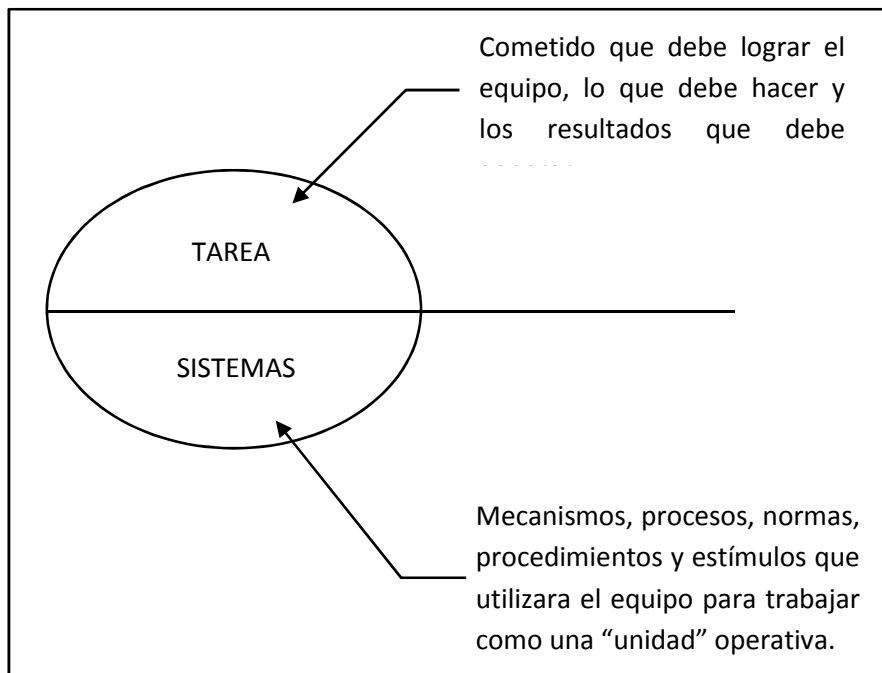 Cometido que debe lograr el
equipo, lo que debe hacer y
los resultados que debe
TAREA
SISTEMAS
Mecanismos, procesos, normas,
procedimientos y estímulos que
utilizara el equipo para trabajar
como una “unidad” operativa.